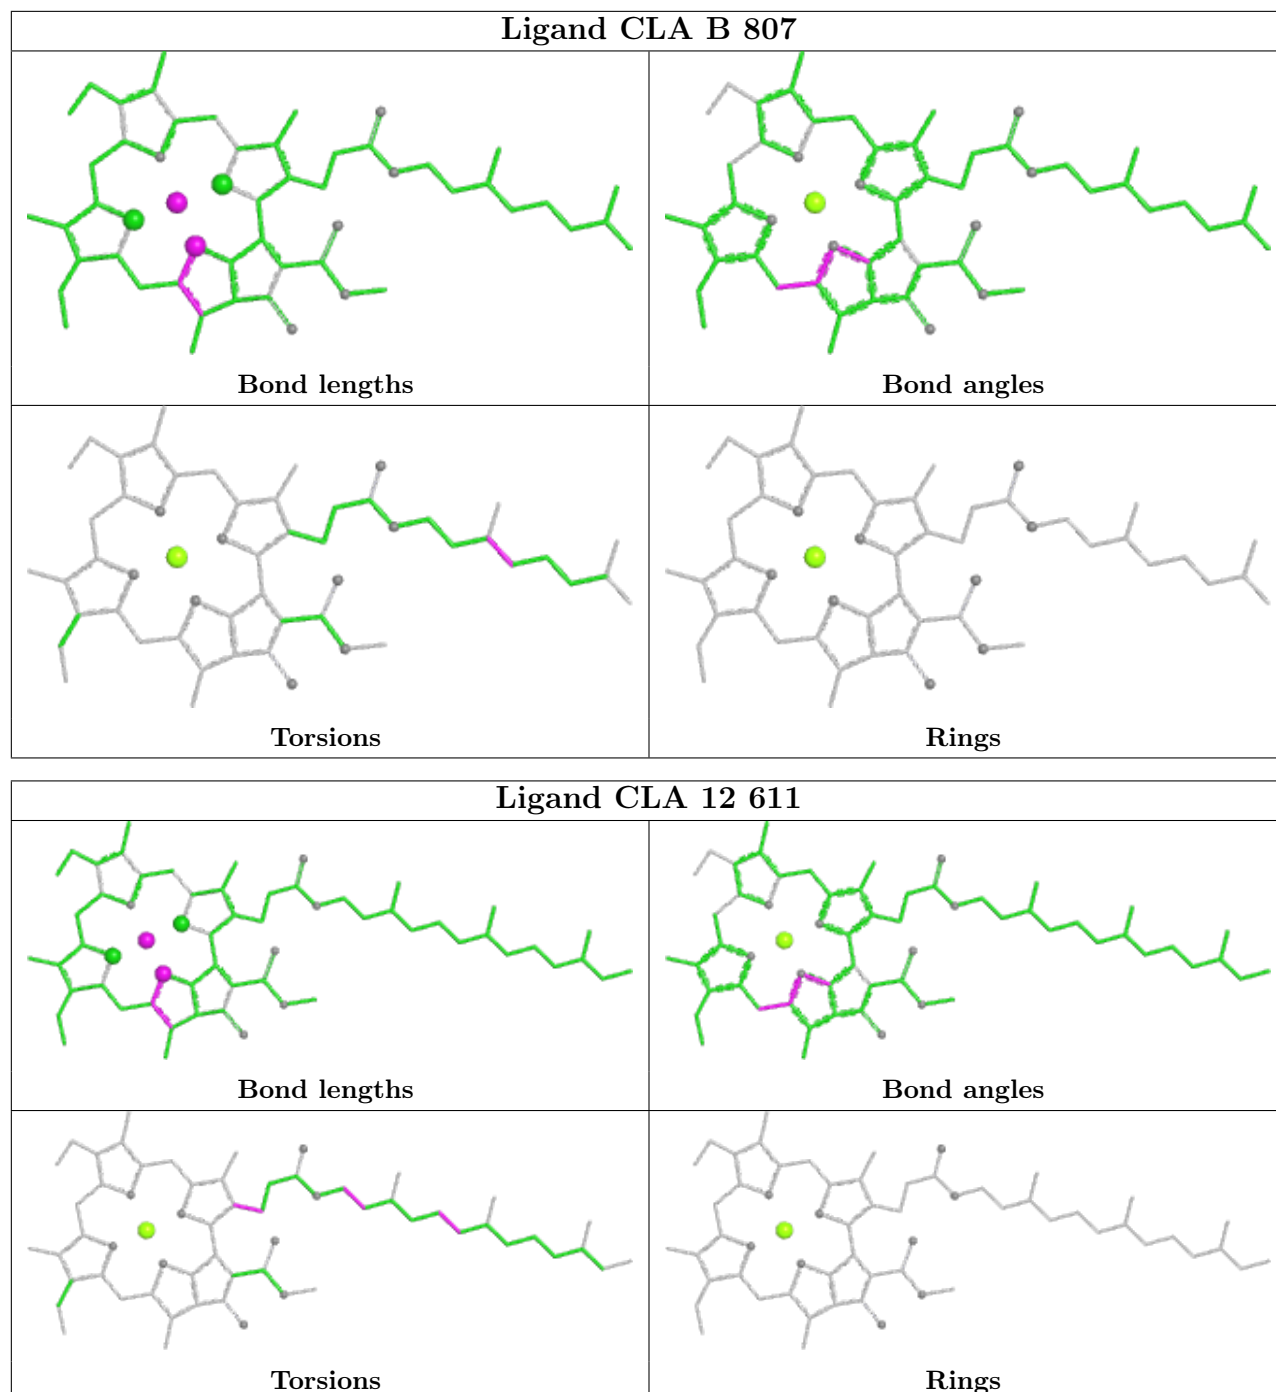 Ligand CLA B 807
Bond lengths
Bond angles
Torsions
Rings
Ligand CLA 12 611
Bond lengths
Bond angles
Torsions
Rings